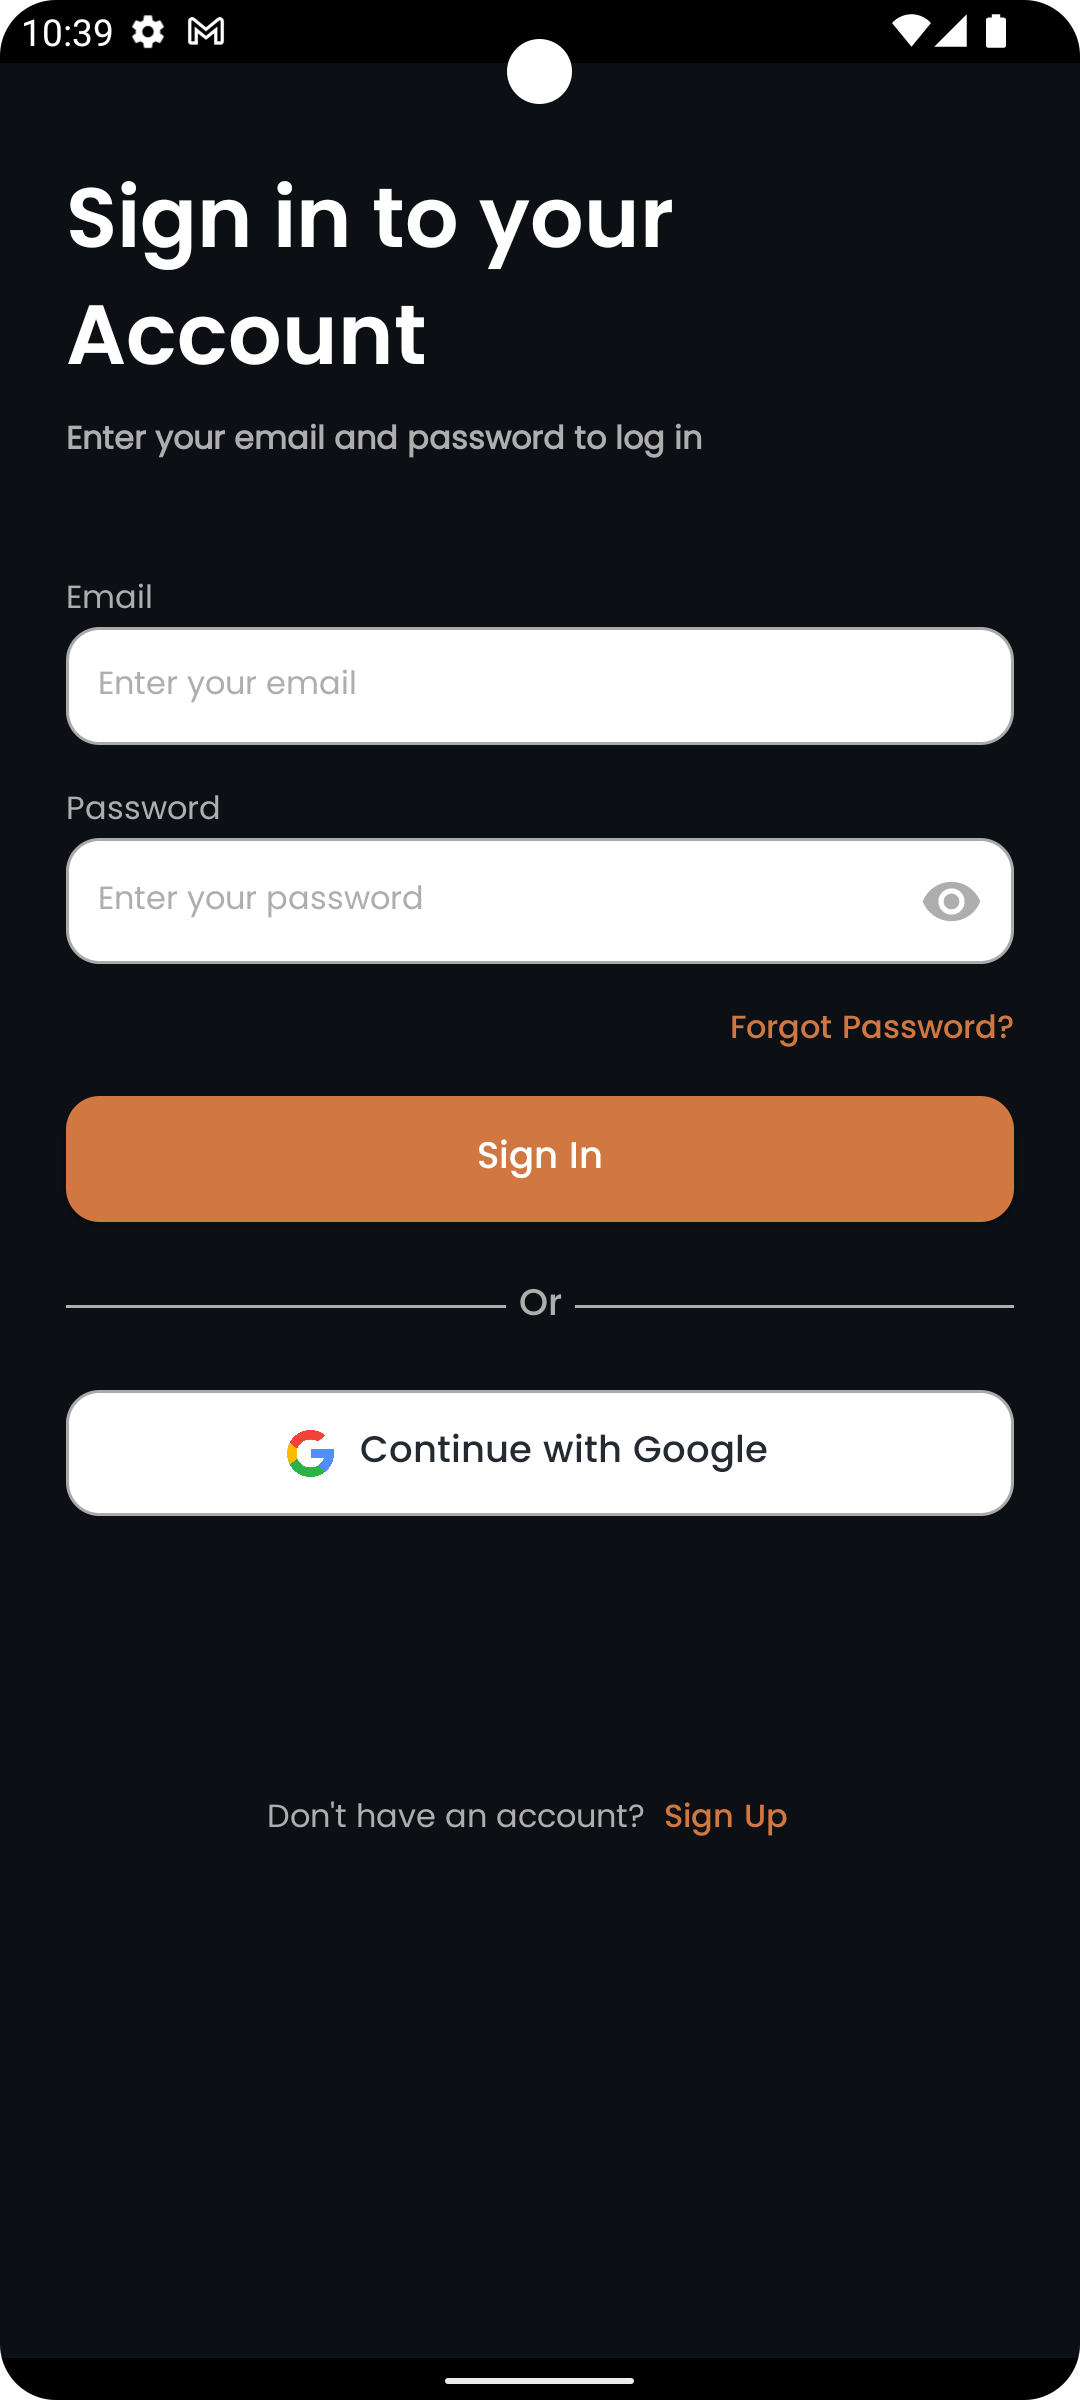 10:39
Sign in to your
Account
Enter your email and password to log in
Email
Enter your email
Password
Enter your password
Forgot Password?
Sign In
Or
Continue with Google
Don't have an account? Sign Up